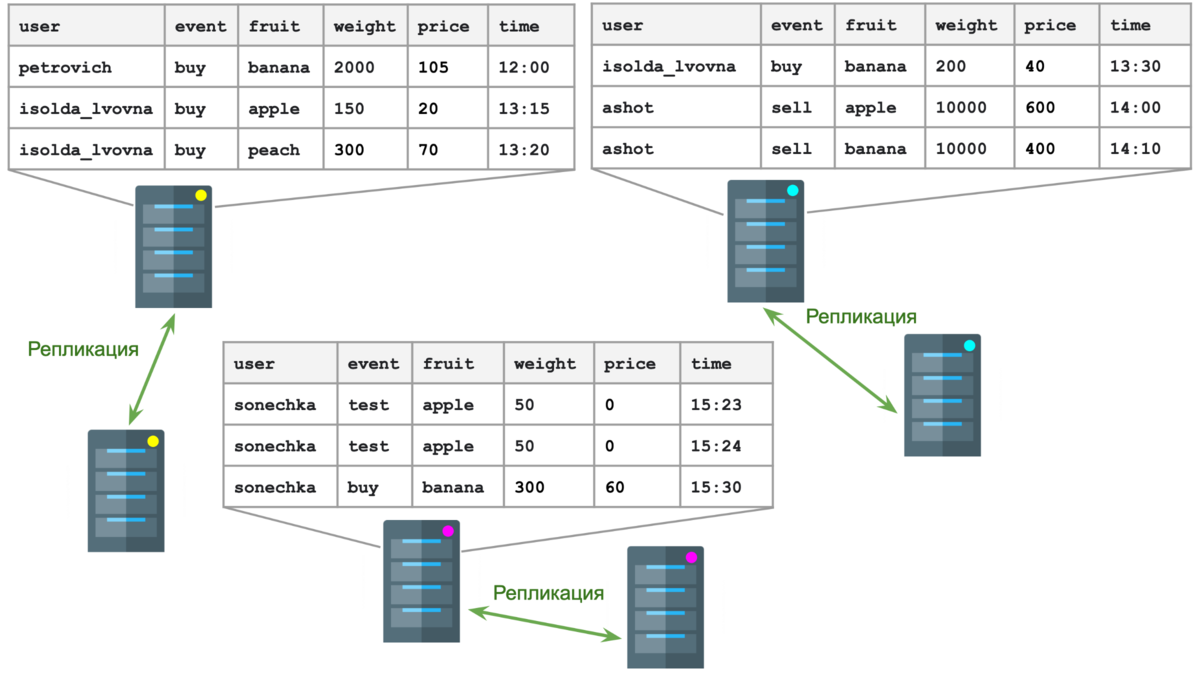 user event fruit weight price time
petrovich buy banana 2000 105 12:00
isolda_lvovna buy apple 150 20 13:15
isolda_lvovna buy peach 300 70 13:20
user event fruit weight price time
isolda_lvovna buy banana 200 40 13:30
ashot sell apple 10000 600 14:00
ashot sell banana 10000 400 14:10
Репликация
Репликация
user event fruit weight price time
sonechka test apple 50 0 15:23
sonechka test apple 50 0 15:24
sonechka buy banana 300 60 15:30
Репликация